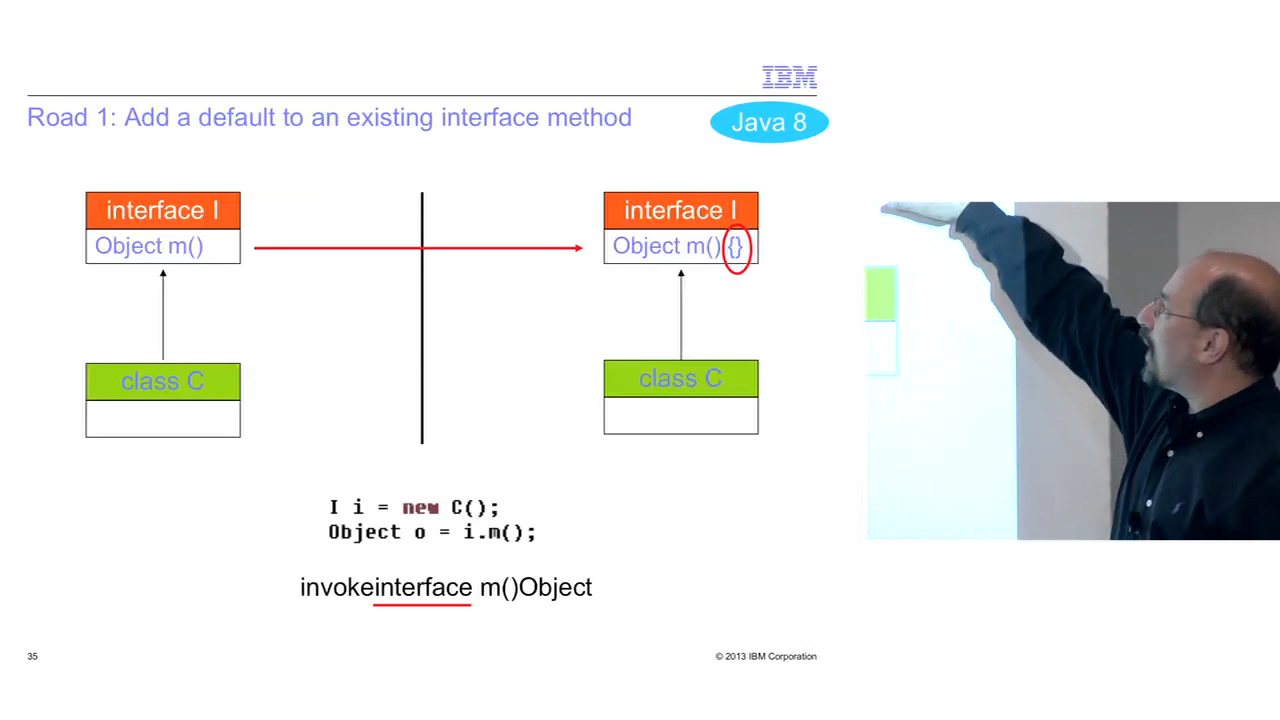 IBM
Road 1: Add a default to an existing interface method
Java 8
interface I
Object m()
interface I
Object m() {}
class C
class C
I i = new C();
Object o = i.m();
invokeinterface m()Object
35
© 2013 IBM Corporation